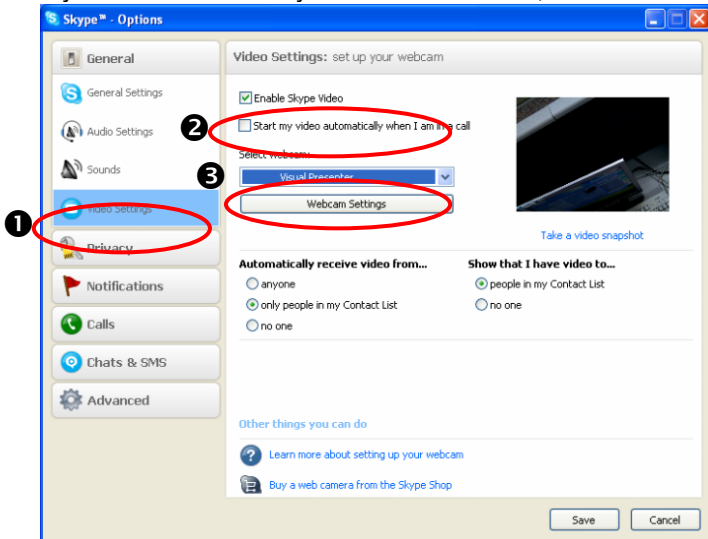 Skype™ - Options
General
General Settings
Audio Settings
Sounds
Video Settings
Privacy
Notifications
Calls
Chats & SMS
Advanced
Video Settings: set up your webcam
Enable Skype Video
❷
Start my video automatically when I am in a call
Select webcam:
❸
Visual Presenter
Webcam Settings
❶
Take a video snapshot
Automatically receive video from...
anyone
only people in my Contact List
no one
Show that I have video to...
people in my Contact List
no one
Other things you can do
Learn more about setting up your webcam
Buy a web camera from the Skype Shop
Save
Cancel